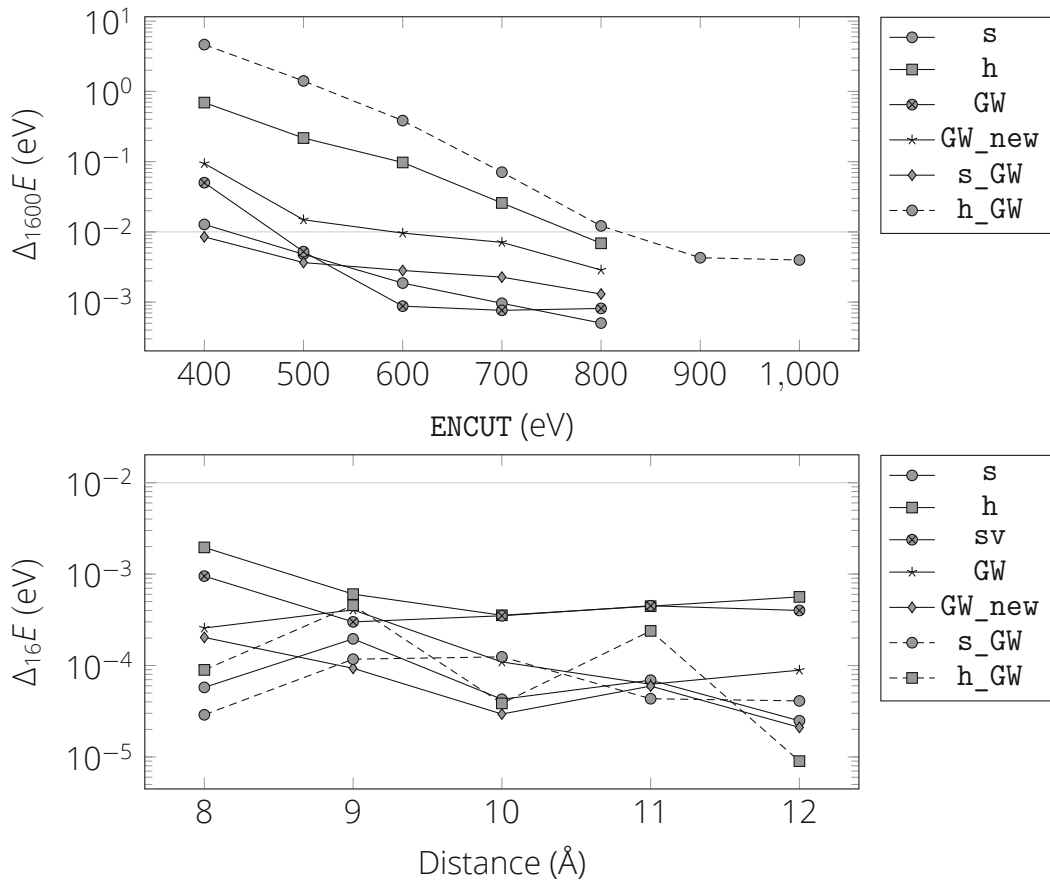 10^1
10^0
10^−1
10^−2
10^−3
Δ_1600E (eV)
400 500 600 700 800 900 1,000
ENCUT (eV)
s
h
GW
GW_new
s_GW
h_GW
10^−2
10^−3
10^−4
10^−5
Δ_16E (eV)
8 9 10 11 12
Distance (Å)
s
h
sv
GW
GW_new
s_GW
h_GW